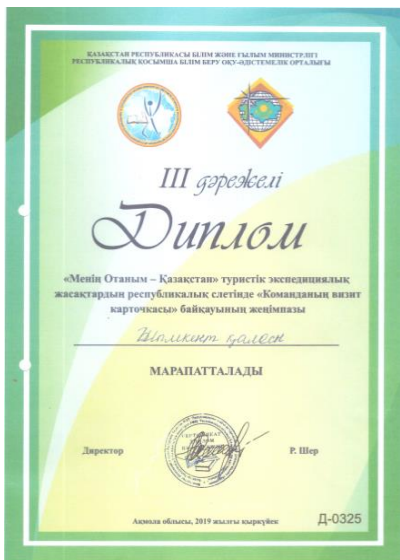 ҚАЗАҚСТАН РЕСПУБЛИКАСЫ БІЛІМ ЖӘНЕ ҒЫЛЫМ МИНИСТРЛІГІ
РЕСПУБЛИКАЛЫҚ ҚОСЫМША БІЛІМ БЕРУ ОҚУ-ӘДІСТЕМЕЛІК ОРТАЛЫҒЫ
III дәрежелі
Диплом
«Менің Отаным – Қазақстан» туристік экспедициялық
жасақтардың республикалық слетінде «Команданың визит
карточкасы» байқауының жеңімпазы
Шымкент қаласы
МАРАПАТТАЛАДЫ
Директор
Р. Шер
Ақмола облысы, 2019 жылғы қыркүйек
Д-0325